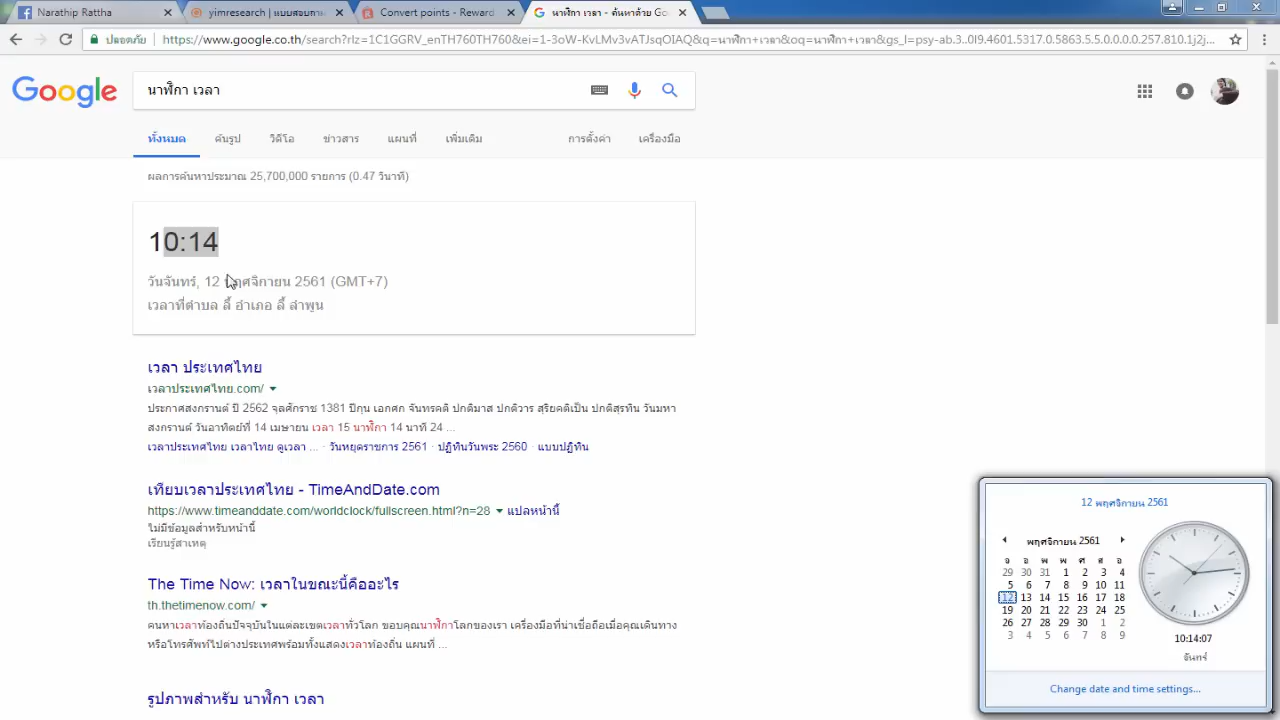 Narathip Rattha
yimresearch | แบบสอบถาม
Convert points - Reward
นาฬิกา เวลา - ค้นหาด้วย Go
ปลอดภัย
https://www.google.co.th/search?rlz=1C1GGRV_enTH760TH760&ei=1-3oW-KvLMv3vATJsqOIAQ&q=นาฬิกา+เวลา&oq=นาฬิกา+เวลา&gs_l=psy-ab.3..0l9.4601.5317.0.5863.5.5.0.0.0.0.257.810.1j2j...
Google
นาฬิกา เวลา
ทั้งหมด ค้นรูป วิดีโอ ข่าวสาร แผนที่ เพิ่มเติม การตั้งค่า เครื่องมือ
ผลการค้นหาประมาณ 25,700,000 รายการ (0.47 วินาที)
10:14
วันจันทร์, 12 พฤศจิกายน 2561 (GMT+7)
เวลาที่ตำบล ลี้ อำเภอ ลี้ ลำพูน
เวลา ประเทศไทย
เวลาประเทศไทย.com/
ประกาศสงกรานต์ ปี 2562 จุลศักราช 1381 ปีกุน เอกศก จันทรคติ ปกติมาส ปกติวาร สุริยคติเป็น ปกติสุรทิน วันมหา
สงกรานต์ วันอาทิตย์ที่ 14 เมษายน เวลา 15 นาฬิกา 14 นาที 24 ...
เวลาประเทศไทย เวลาไทย ดูเวลา ... · วันหยุดราชการ 2561 · ปฏิทินวันพระ 2560 · แบบปฏิทิน
เทียบเวลาประเทศไทย - TimeAndDate.com
https://www.timeanddate.com/worldclock/fullscreen.html?n=28 แปลหน้านี้
ไม่มีข้อมูลสำหรับหน้านี้
เรียนรู้สาเหตุ
The Time Now: เวลาในขณะนี้คืออะไร
th.thetimenow.com/
ค้นหาเวลาท้องถิ่นปัจจุบันในแต่ละเขตเวลาทั่วโลก ขอบคุณนาฬิกาโลกของเรา เครื่องมือที่น่าเชื่อถือเมื่อคุณเดินทาง
หรือโทรศัพท์ไปต่างประเทศพร้อมทั้งแสดงเวลาท้องถิ่น แผนที่ ...
รูปภาพสำหรับ นาฬิกา เวลา
12 พฤศจิกายน 2561
พฤศจิกายน 2561
จ อ พ พ ศ ส อ
29 30 31 1 2 3 4
5 6 7 8 9 10 11
12 13 14 15 16 17 18
19 20 21 22 23 24 25
26 27 28 29 30 1 2
3 4 5 6 7 8 9
10:14:07
จันทร์
Change date and time settings...